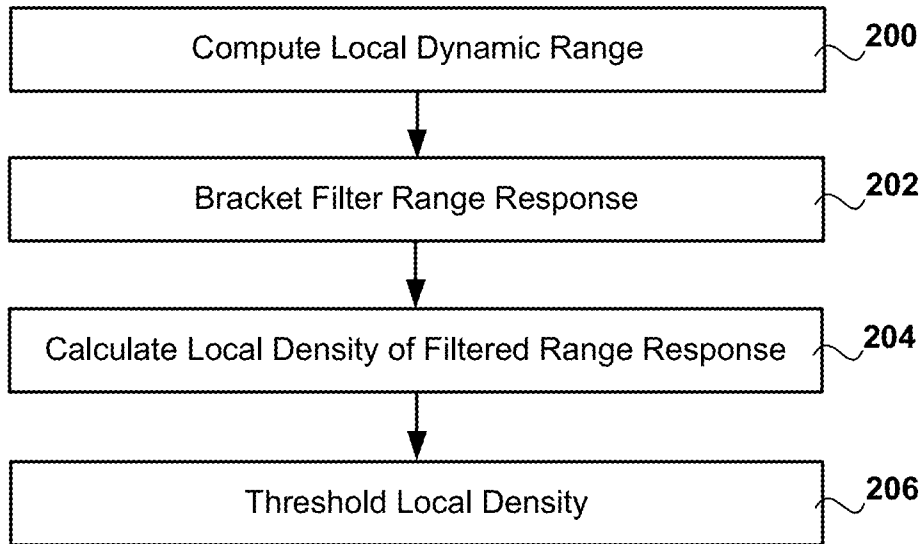 Compute Local Dynamic Range 200
Bracket Filter Range Response 202
Calculate Local Density of Filtered Range Response 204
Threshold Local Density 206